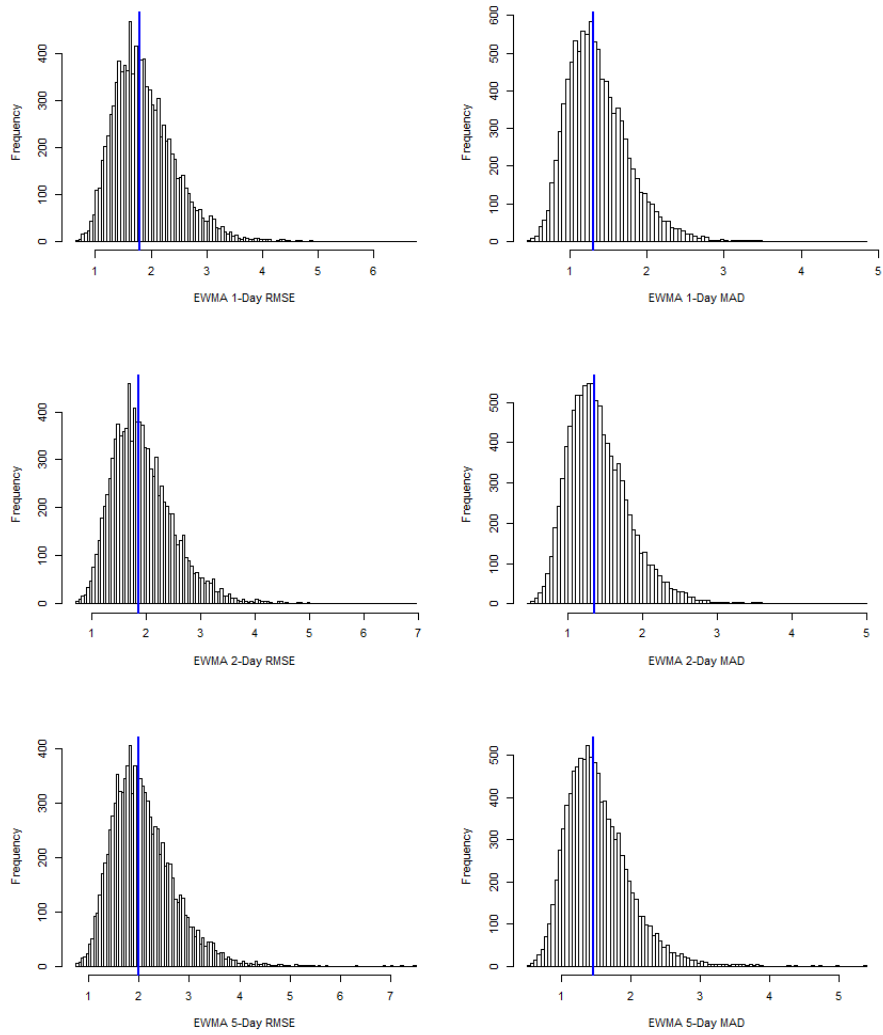 Frequency
0 100 200 300 400
1 2 3 4 5 6
EWMA 1-Day RMSE
Frequency
0 100 200 300 400 500 600
1 2 3 4 5
EWMA 1-Day MAD
Frequency
0 100 200 300 400
1 2 3 4 5 6 7
EWMA 2-Day RMSE
Frequency
0 100 200 300 400 500
1 2 3 4 5
EWMA 2-Day MAD
Frequency
0 100 200 300 400
1 2 3 4 5 6 7
EWMA 5-Day RMSE
Frequency
0 100 200 300 400 500
1 2 3 4 5
EWMA 5-Day MAD